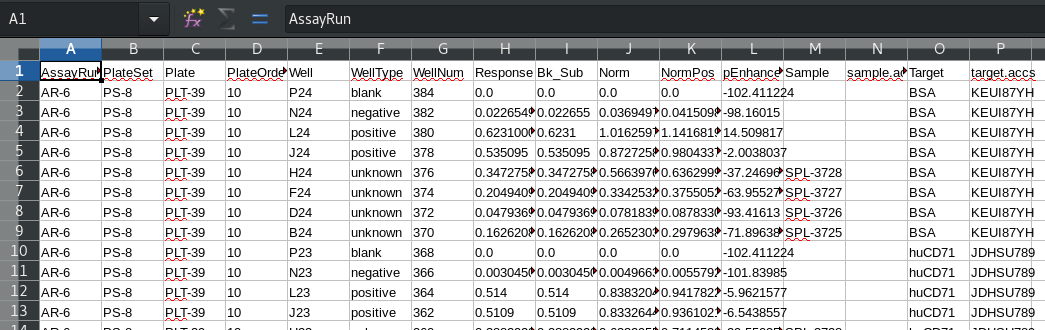 A1 AssayRun
A B C D E F G H I J K L M N O P
1 AssayRun PlateSet Plate PlateOrde Well WellType WellNum Response Bk_Sub Norm NormPos pEnhance Sample sample.ac Target target.accs
2 AR-6 PS-8 PLT-39 10 P24 blank 384 0.0 0.0 0.0 0.0 -102.411224 BSA KEUI87YH
3 AR-6 PS-8 PLT-39 10 N24 negative 382 0.022654 0.022655 0.036949 0.041509 -98.16015 BSA KEUI87YH
4 AR-6 PS-8 PLT-39 10 L24 positive 380 0.623100 0.6231 1.016259 1.141681 14.509817 BSA KEUI87YH
5 AR-6 PS-8 PLT-39 10 J24 positive 378 0.535095 0.535095 0.872725 0.980433 -2.0038037 BSA KEUI87YH
6 AR-6 PS-8 PLT-39 10 H24 unknown 376 0.347275 0.347275 0.566397 0.636299 -37.24696 SPL-3728 BSA KEUI87YH
7 AR-6 PS-8 PLT-39 10 F24 unknown 374 0.204940 0.204940 0.334253 0.375505 -63.95527 SPL-3727 BSA KEUI87YH
8 AR-6 PS-8 PLT-39 10 D24 unknown 372 0.047936 0.047936 0.078183 0.087833 -93.41613 SPL-3726 BSA KEUI87YH
9 AR-6 PS-8 PLT-39 10 B24 unknown 370 0.162620 0.162620 0.265230 0.297963 -71.89638 SPL-3725 BSA KEUI87YH
10 AR-6 PS-8 PLT-39 10 P23 blank 368 0.0 0.0 0.0 0.0 -102.411224 huCD71 JDHSU789
11 AR-6 PS-8 PLT-39 10 N23 negative 366 0.003045 0.003045 0.004966 0.005579 -101.83985 huCD71 JDHSU789
12 AR-6 PS-8 PLT-39 10 L23 positive 364 0.514 0.514 0.838320 0.941782 -5.9621577 huCD71 JDHSU789
13 AR-6 PS-8 PLT-39 10 J23 positive 362 0.5109 0.5109 0.833264 0.936102 -6.5438557 huCD71 JDHSU789